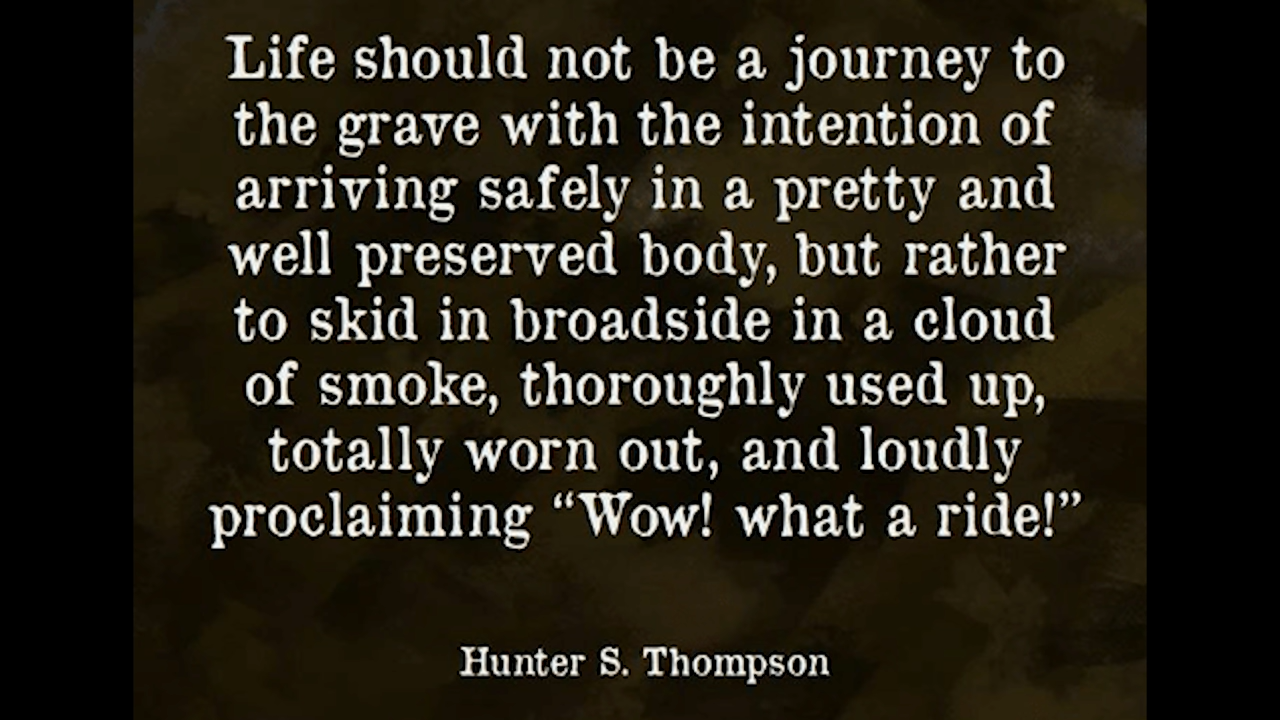 Life should not be a journey to
the grave with the intention of
arriving safely in a pretty and
well preserved body, but rather
to skid in broadside in a cloud
of smoke, thoroughly used up,
totally worn out, and loudly
proclaiming “Wow! what a ride!”
Hunter S. Thompson